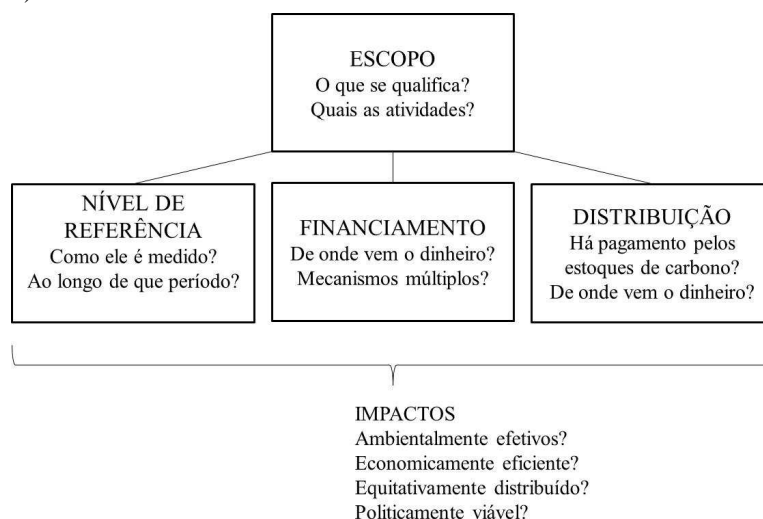 ESCOPO
O que se qualifica?
Quais as atividades?
NÍVEL DE
REFERÊNCIA
Como ele é medido?
Ao longo de que período?
FINANCIAMENTO
De onde vem o dinheiro?
Mecanismos múltiplos?
DISTRIBUIÇÃO
Há pagamento pelos
estoques de carbono?
De onde vem o dinheiro?
IMPACTOS
Ambientalmente efetivos?
Economicamente eficiente?
Equitativamente distribuído?
Politicamente viável?